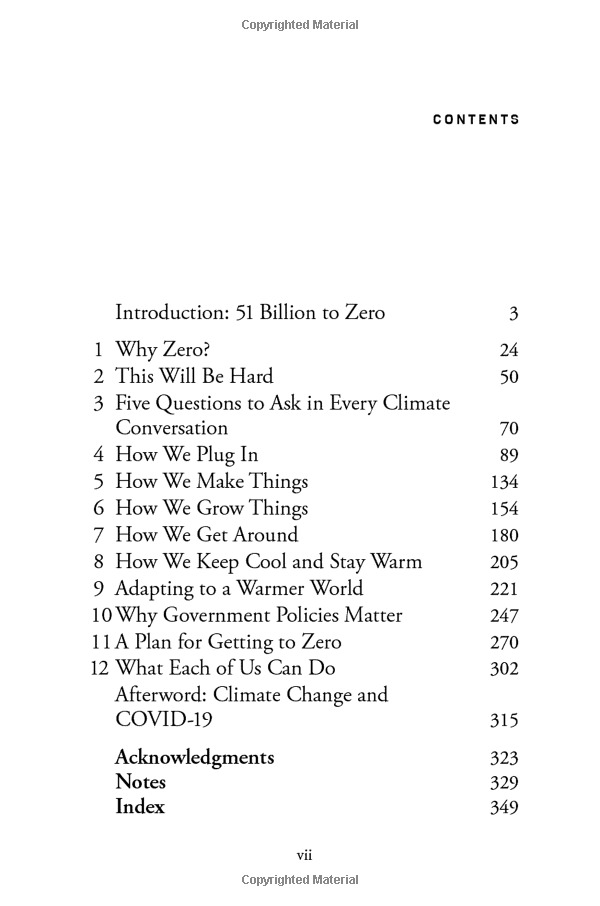 Copyrighted Material
CONTENTS
Introduction: 51 Billion to Zero 3
1 Why Zero? 24
2 This Will Be Hard 50
3 Five Questions to Ask in Every Climate
Conversation 70
4 How We Plug In 89
5 How We Make Things 134
6 How We Grow Things 154
7 How We Get Around 180
8 How We Keep Cool and Stay Warm 205
9 Adapting to a Warmer World 221
10 Why Government Policies Matter 247
11 A Plan for Getting to Zero 270
12 What Each of Us Can Do 302
Afterword: Climate Change and
COVID-19 315
Acknowledgments 323
Notes 329
Index 349
vii
Copyrighted Material